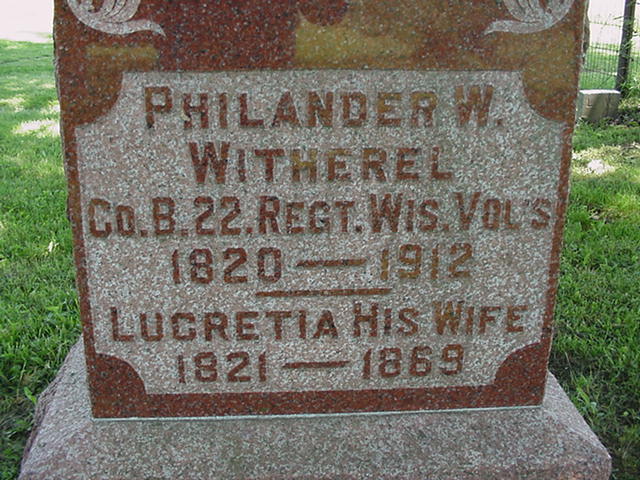 PHILANDER W.
WITHEREL
CO. B. 22. REGT. WIS. VOL'S
1820 — 1912
LUCRETIA HIS WIFE
1821 — 1869